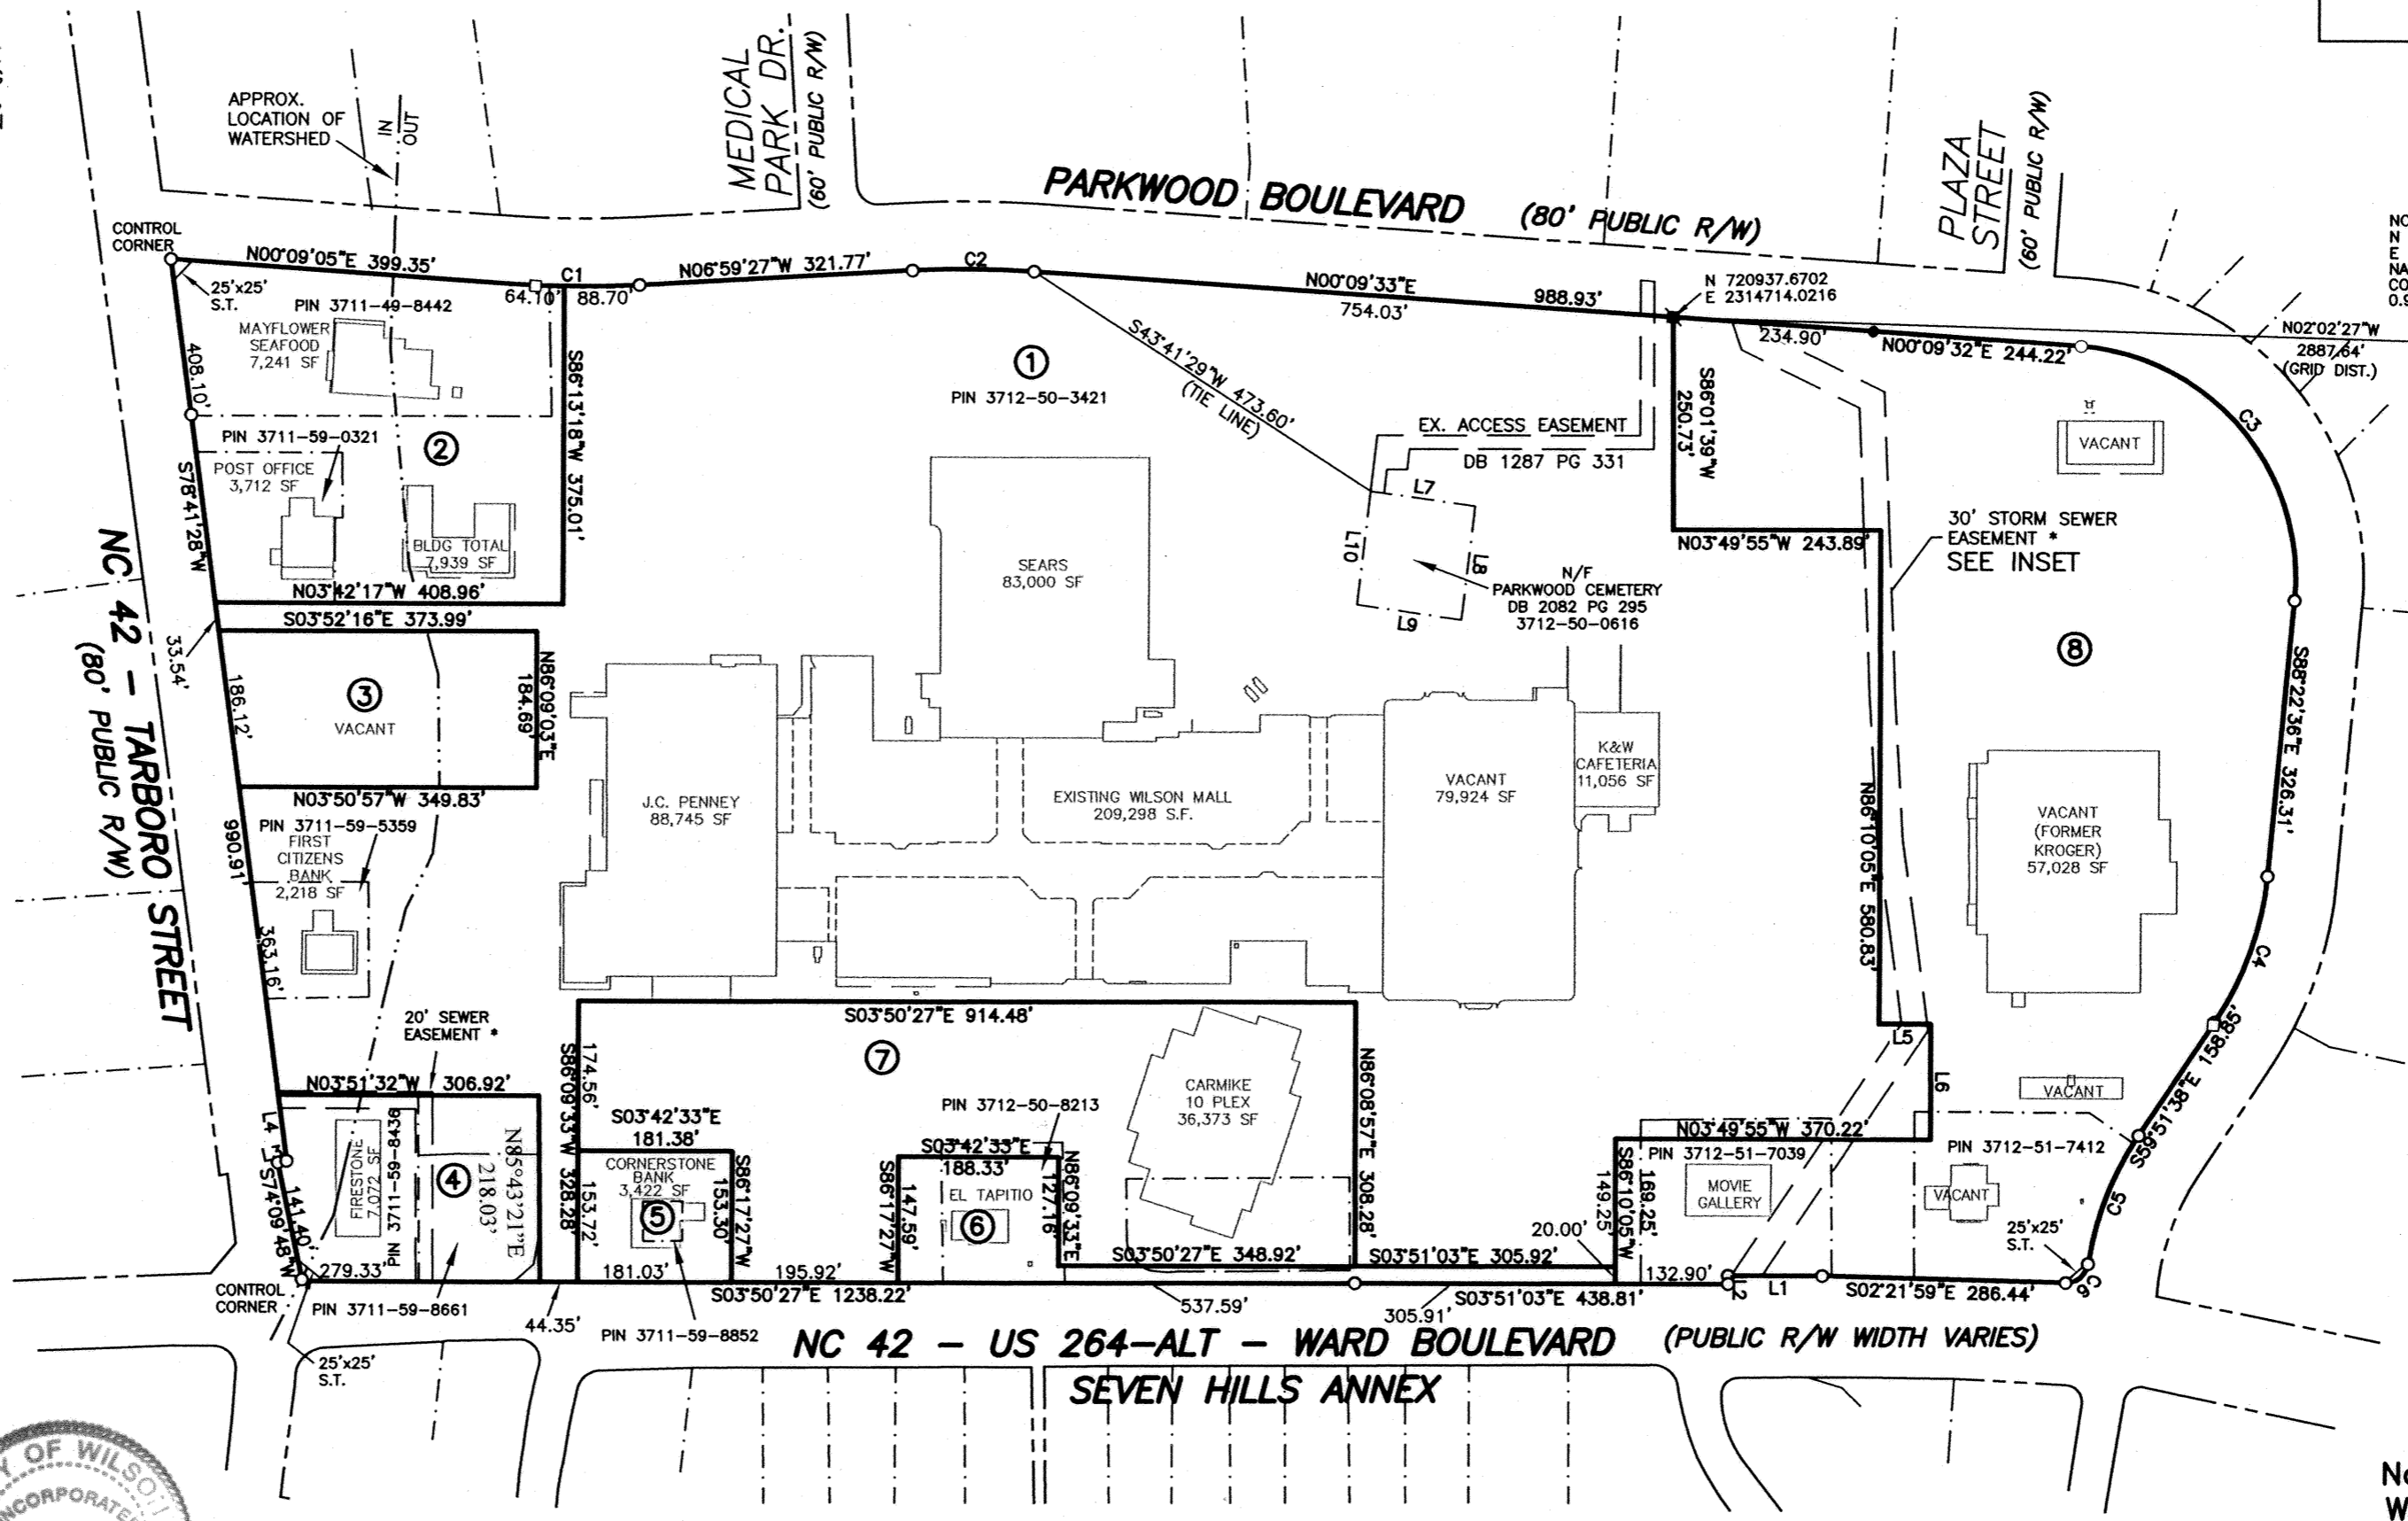 APPROX.
LOCATION OF
WATERSHED
IN
OUT
MEDICAL
PARK DR.
(60' PUBLIC R/W)
PARKWOOD BOULEVARD (80' PUBLIC R/W)
PLAZA
STREET
(60' PUBLIC R/W)
CONTROL
CORNER
N00°09'05"E 399.35'
25'x25'
S.T.
PIN 3711-49-8442
64.10'
C1
88.70'
N06°59'27"W 321.77'
C2
N00°09'33"E
988.93'
754.03'
N 720937.6702
E 2314714.0216
234.90'
N00°09'32"E 244.22'
N02°02'27"W
2887.64'
(GRID DIST.)
N
E
MAYFLOWER
SEAFOOD
7,241 SF
408.10'
S86°13'18"W 375.01'
①
PIN 3712-50-3421
S43°41'29"W 473.60'
(TIE LINE)
S86°01'39"W
250.73'
EX. ACCESS EASEMENT
DB 1287 PG 331
C3
VACANT
PIN 3711-59-0321
②
POST OFFICE
3,712 SF
S78°41'28"W
BLDG TOTAL
7,939 SF
N03°42'17"W 408.96'
S03°52'16"E 373.99'
33.54'
SEARS
83,000 SF
L7
L8
L9
L10
N/F
PARKWOOD CEMETERY
DB 2082 PG 295
3712-50-0616
N03°49'55"W 243.89'
30' STORM SEWER
EASEMENT *
SEE INSET
⑧
S88°22'36"E 326.31'
NC 42 - TARBORO STREET
(80' PUBLIC R/W)
186.12'
③
VACANT
N86°09'03"E
184.69'
N03°50'57"W 349.83'
990.91'
PIN 3711-59-5359
FIRST
CITIZENS
BANK
2,218 SF
363.16'
J.C. PENNEY
88,745 SF
EXISTING WILSON MALL
209,298 S.F.
VACANT
79,924 SF
K&W
CAFETERIA
11,056 SF
N86°10'05"E 580.83'
VACANT
(FORMER
KROGER)
57,028 SF
C4
20' SEWER
EASEMENT *
N03°51'32"W 306.92'
S03°50'27"E 914.48'
⑦
174.56'
S86°09'33"W 328.28'
S03°42'33"E
181.38'
PIN 3712-50-8213
CARMIKE
10 PLEX
36,373 SF
N86°08'57"E 308.28'
L5
L6
VACANT
S59°51'38"E 158.85'
L4
L3
S74°09'48"W
141.40'
FIRESTONE
7,072 SF
PIN 3711-59-8436
④
N85°43'21"E
218.03'
CORNERSTONE
BANK
3,422 SF
⑤
153.72'
153.30'
S86°17'27"W
S86°17'27"W
147.59'
S03°42'33"E
188.33'
EL TAPITIO
⑥
N86°09'33"E
127.16'
N03°49'55"W 370.22'
PIN 3712-51-7039
S86°10'05"W
149.25'
169.25'
MOVIE
GALLERY
PIN 3712-51-7412
VACANT
C5
25'x25'
S.T.
C6
20.00'
S03°50'27"E 348.92'
S03°51'03"E 305.92'
279.33'
181.03'
195.92'
132.90'
L2
L1
S02°21'59"E 286.44'
CONTROL
CORNER
PIN 3711-59-8661
44.35'
PIN 3711-59-8852
S03°50'27"E 1238.22'
537.59'
305.91'
S03°51'03"E 438.81'
25'x25'
S.T.
NC 42 - US 264-ALT - WARD BOULEVARD (PUBLIC R/W WIDTH VARIES)
SEVEN HILLS ANNEX
OF WILSO
NCORPORATE